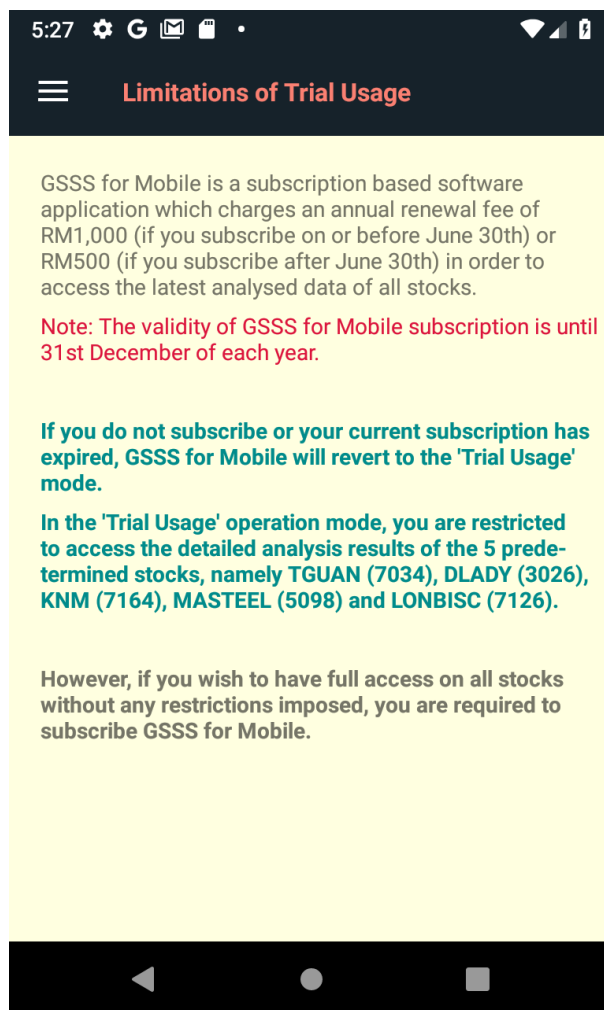 5:27
Limitations of Trial Usage
GSSS for Mobile is a subscription based software
application which charges an annual renewal fee of
RM1,000 (if you subscribe on or before June 30th) or
RM500 (if you subscribe after June 30th) in order to
access the latest analysed data of all stocks.
Note: The validity of GSSS for Mobile subscription is until
31st December of each year.
If you do not subscribe or your current subscription has
expired, GSSS for Mobile will revert to the 'Trial Usage'
mode.
In the 'Trial Usage' operation mode, you are restricted
to access the detailed analysis results of the 5 prede-
termined stocks, namely TGUAN (7034), DLADY (3026),
KNM (7164), MASTEEL (5098) and LONBISC (7126).
However, if you wish to have full access on all stocks
without any restrictions imposed, you are required to
subscribe GSSS for Mobile.